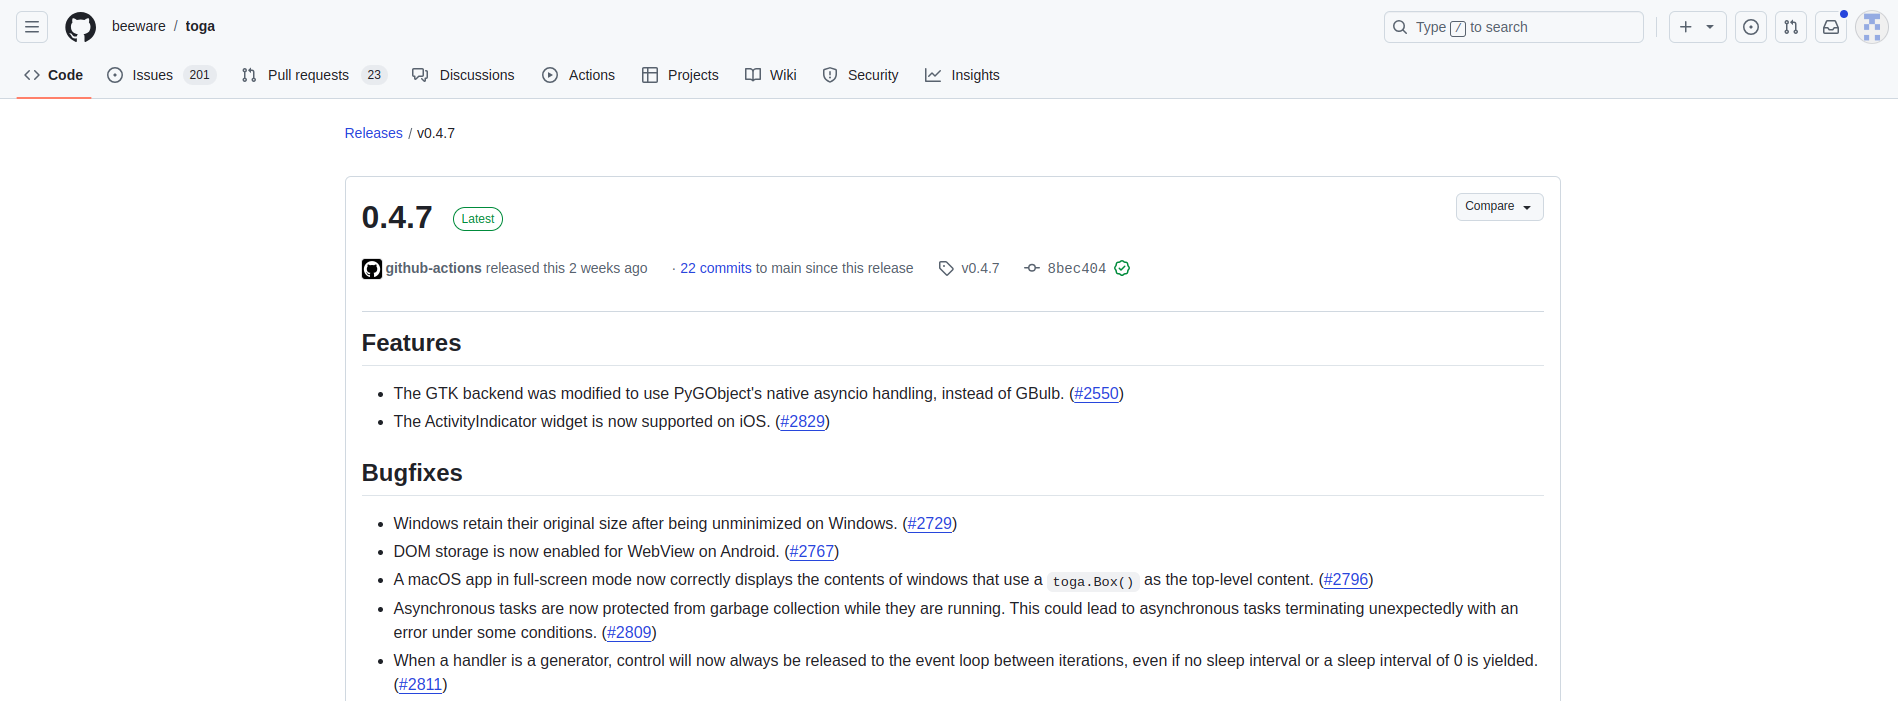 beeware / toga
Type / to search
Code
Issues 201
Pull requests 23
Discussions
Actions
Projects
Wiki
Security
Insights
Releases / v0.4.7
0.4.7 Latest
Compare
github-actions released this 2 weeks ago · 22 commits to main since this release v0.4.7 8bec404
Features
• The GTK backend was modified to use PyGObject's native asyncio handling, instead of GBulb. (#2550)
• The ActivityIndicator widget is now supported on iOS. (#2829)
Bugfixes
• Windows retain their original size after being unminimized on Windows. (#2729)
• DOM storage is now enabled for WebView on Android. (#2767)
• A macOS app in full-screen mode now correctly displays the contents of windows that use a toga.Box() as the top-level content. (#2796)
• Asynchronous tasks are now protected from garbage collection while they are running. This could lead to asynchronous tasks terminating unexpectedly with an
error under some conditions. (#2809)
• When a handler is a generator, control will now always be released to the event loop between iterations, even if no sleep interval or a sleep interval of 0 is yielded.
(#2811)